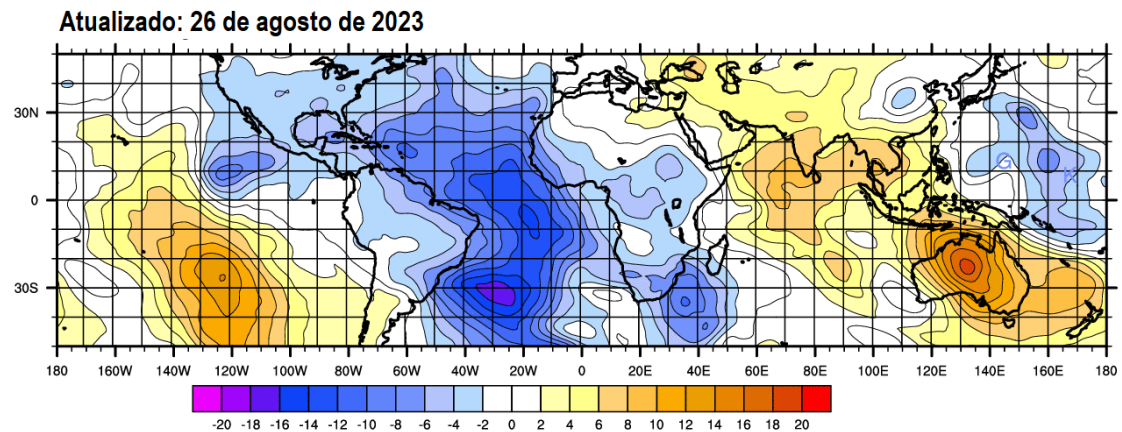 Atualizado: 26 de agosto de 2023
30N
0
30S
180 160W 140W 120W 100W 80W 60W 40W 20W 0 20E 40E 60E 80E 100E 120E 140E 160E 180
-20 -18 -16 -14 -12 -10 -8 -6 -4 -2 0 2 4 6 8 10 12 14 16 18 20
G
K